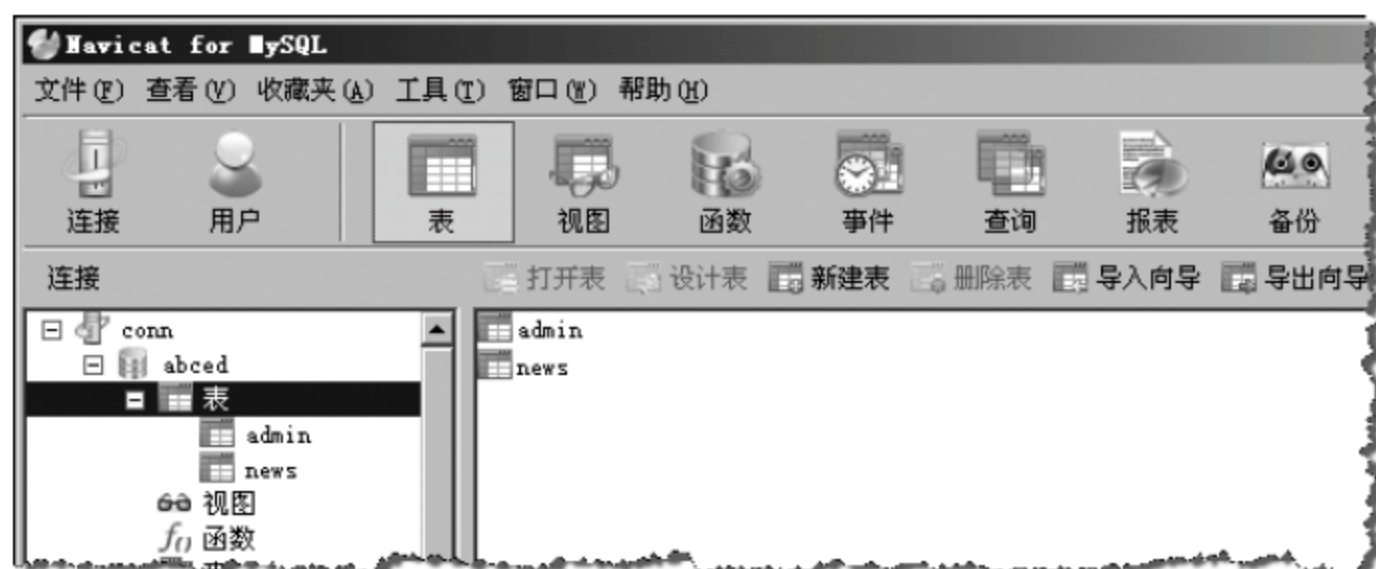 Navicat for MySQL
文件(F) 查看(V) 收藏夹(A) 工具(T) 窗口(W) 帮助(H)
连接 用户 表 视图 函数 事件 查询 报表 备份
连接 打开表 设计表 新建表 删除表 导入向导 导出向导
conn
abced
表
admin
news
视图
函数
admin
news